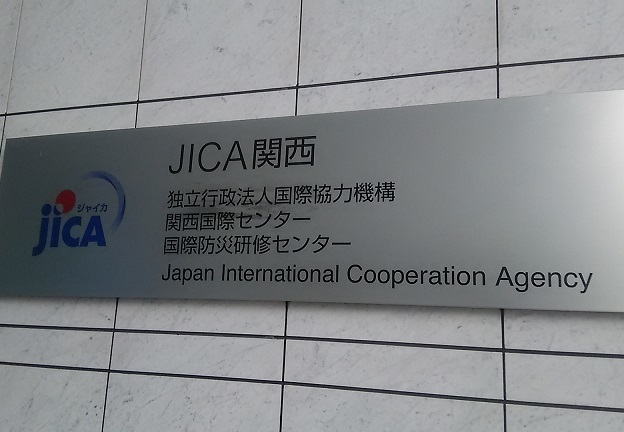 JICA関西
独立行政法人国際協力機構
関西国際センター
国際防災研修センター
Japan International Cooperation Agency
ジャイカ
jICA